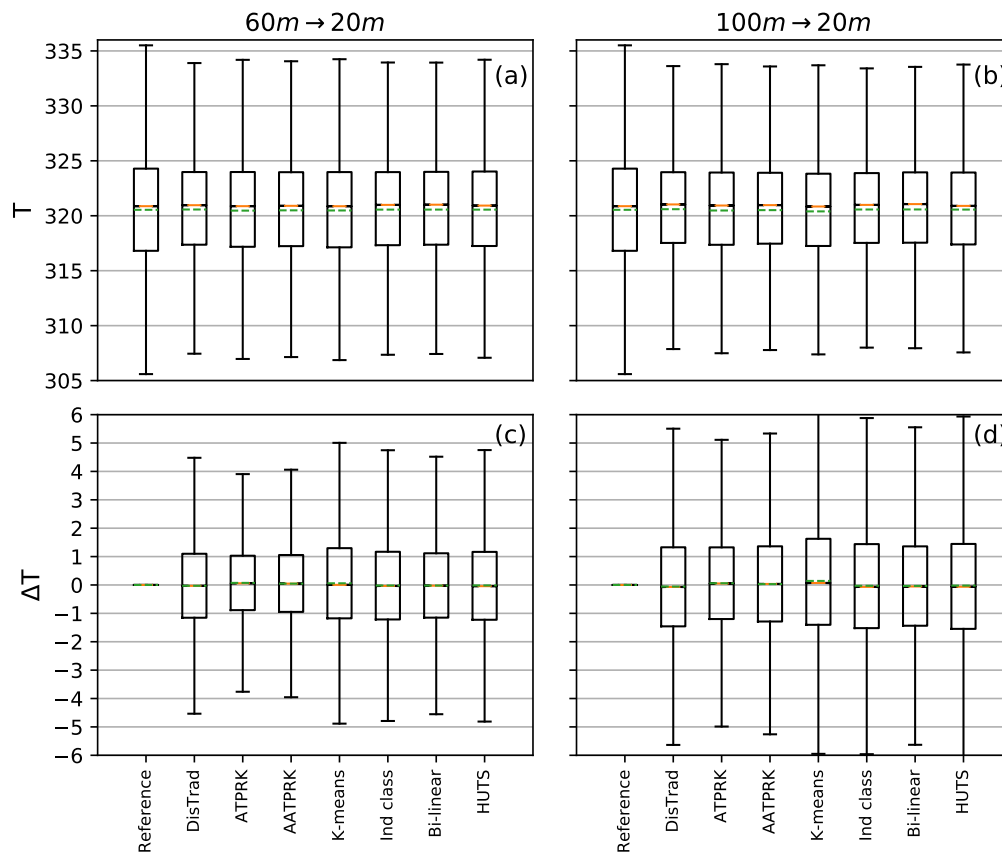 60m → 20m
100m → 20m
335
330
325
320
315
310
305
T
(a)
(b)
6
5
4
3
2
1
0
−1
−2
−3
−4
−5
−6
ΔT
(c)
(d)
Reference
DisTrad
ATPRK
AATPRK
K-means
Ind class
Bi-linear
HUTS
Reference
DisTrad
ATPRK
AATPRK
K-means
Ind class
Bi-linear
HUTS